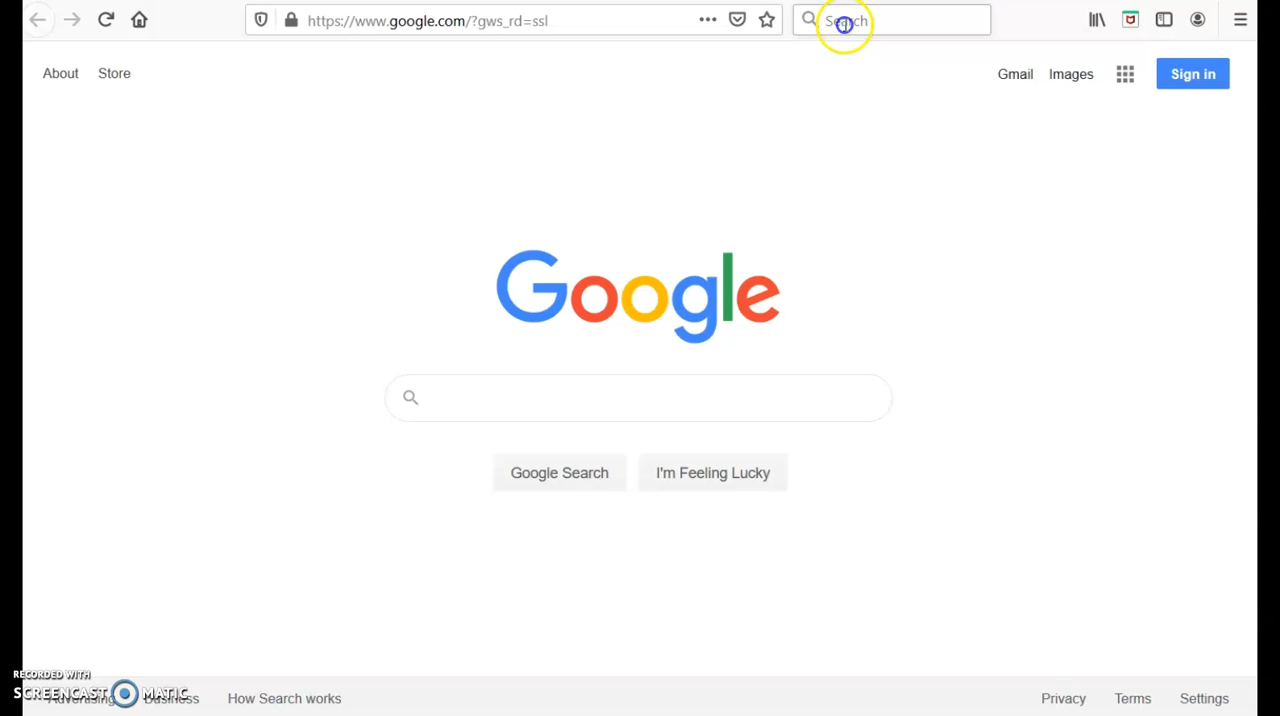 https://www.google.com/?gws_rd=ssl
Search
About Store
Gmail Images Sign in
Google
Google Search I'm Feeling Lucky
RECORDED WITH
SCREENCAST MATIC
Advertising Business How Search works
Privacy Terms Settings